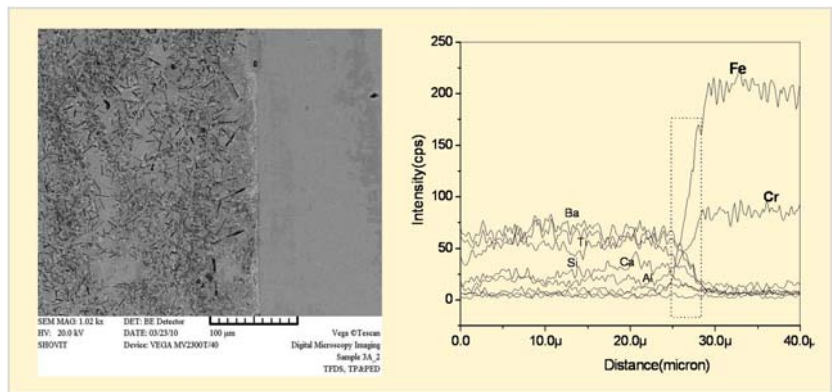 SEM MAG: 1.02 kx DET: BE Detector
HV: 20.0 kV DATE: 03/23/10 100 μm Vega ©Tescan
SHOVIT Device: VEGA MV2300T/40 Digital Microscopy Imaging
Sample 3A_2
TFDS, TP&PED
Intensity(cps)
250
200
150
100
50
0
Fe
Cr
Ba
Ti
Si
Ca
Al
0.0 10.0μ 20.0μ 30.0μ 40.0μ
Distance(micron)